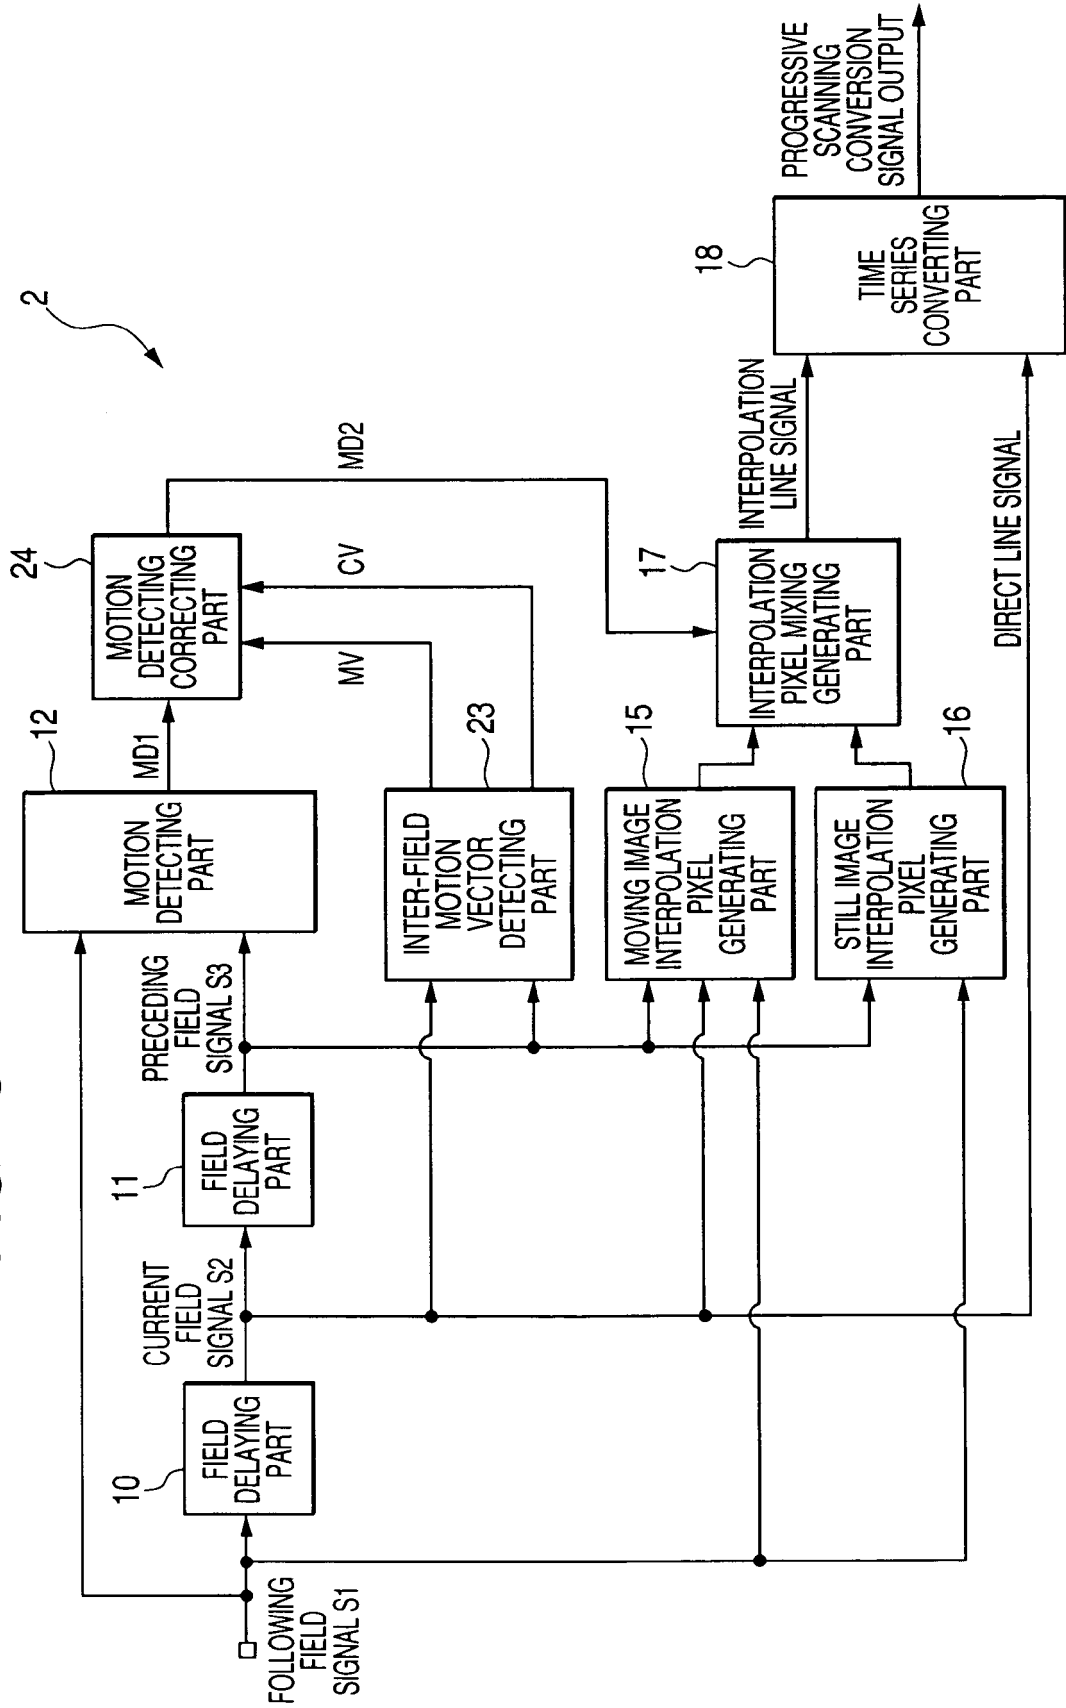 2
FOLLOWING
FIELD
SIGNAL S1
10
FIELD
DELAYING
PART
CURRENT
FIELD
SIGNAL S2
11
FIELD
DELAYING
PART
PRECEDING
FIELD
SIGNAL S3
12
MOTION
DETECTING
PART
MD1
24
MOTION
DETECTING
CORRECTING
PART
MD2
MV
CV
23
INTER-FIELD
MOTION
VECTOR
DETECTING
PART
15
MOVING IMAGE
INTERPOLATION
PIXEL
GENERATING
PART
16
STILL IMAGE
INTERPOLATION
PIXEL
GENERATING
PART
17
INTERPOLATION
PIXEL MIXING
GENERATING
PART
INTERPOLATION
LINE SIGNAL
DIRECT LINE SIGNAL
18
TIME
SERIES
CONVERTING
PART
PROGRESSIVE
SCANNING
CONVERSION
SIGNAL OUTPUT